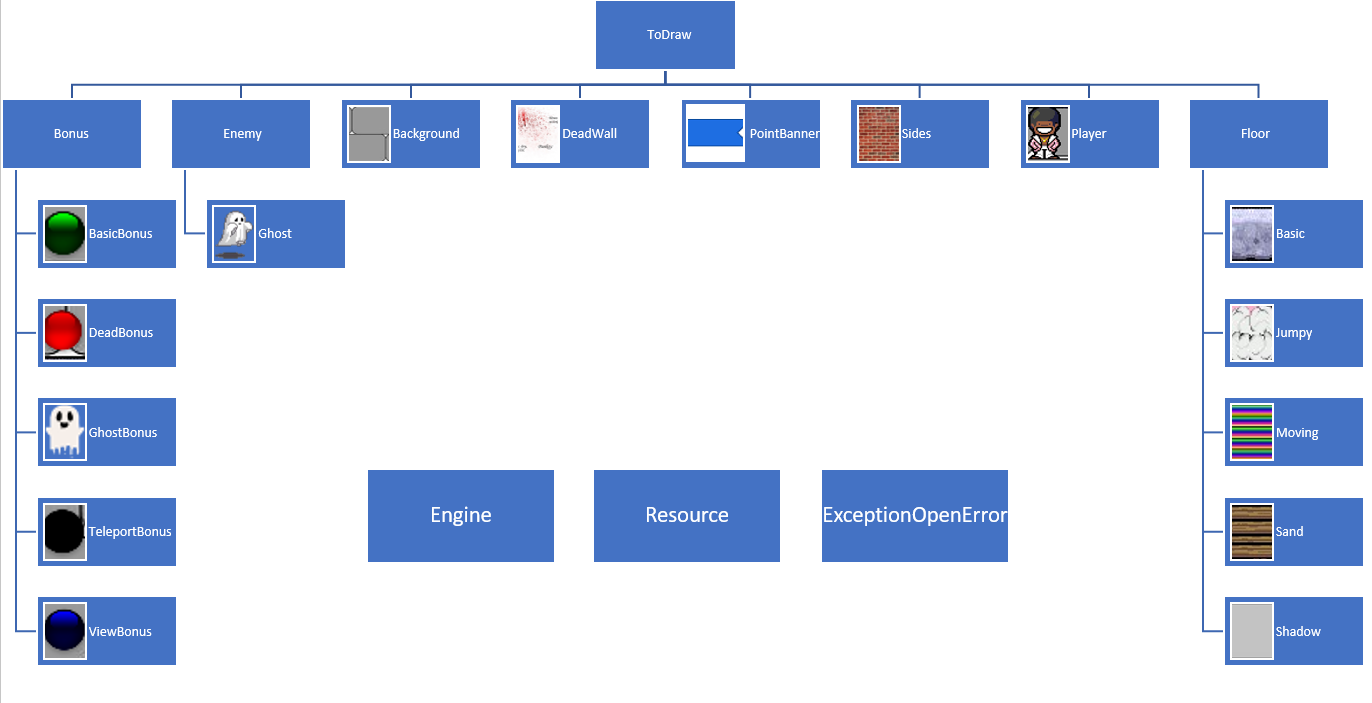 ToDraw
Bonus
Enemy
Background
DeadWall
PointBanner
Sides
Player
Floor
BasicBonus
Ghost
Basic
DeadBonus
Jumpy
GhostBonus
Moving
Engine
Resource
ExceptionOpenError
TeleportBonus
Sand
ViewBonus
Shadow